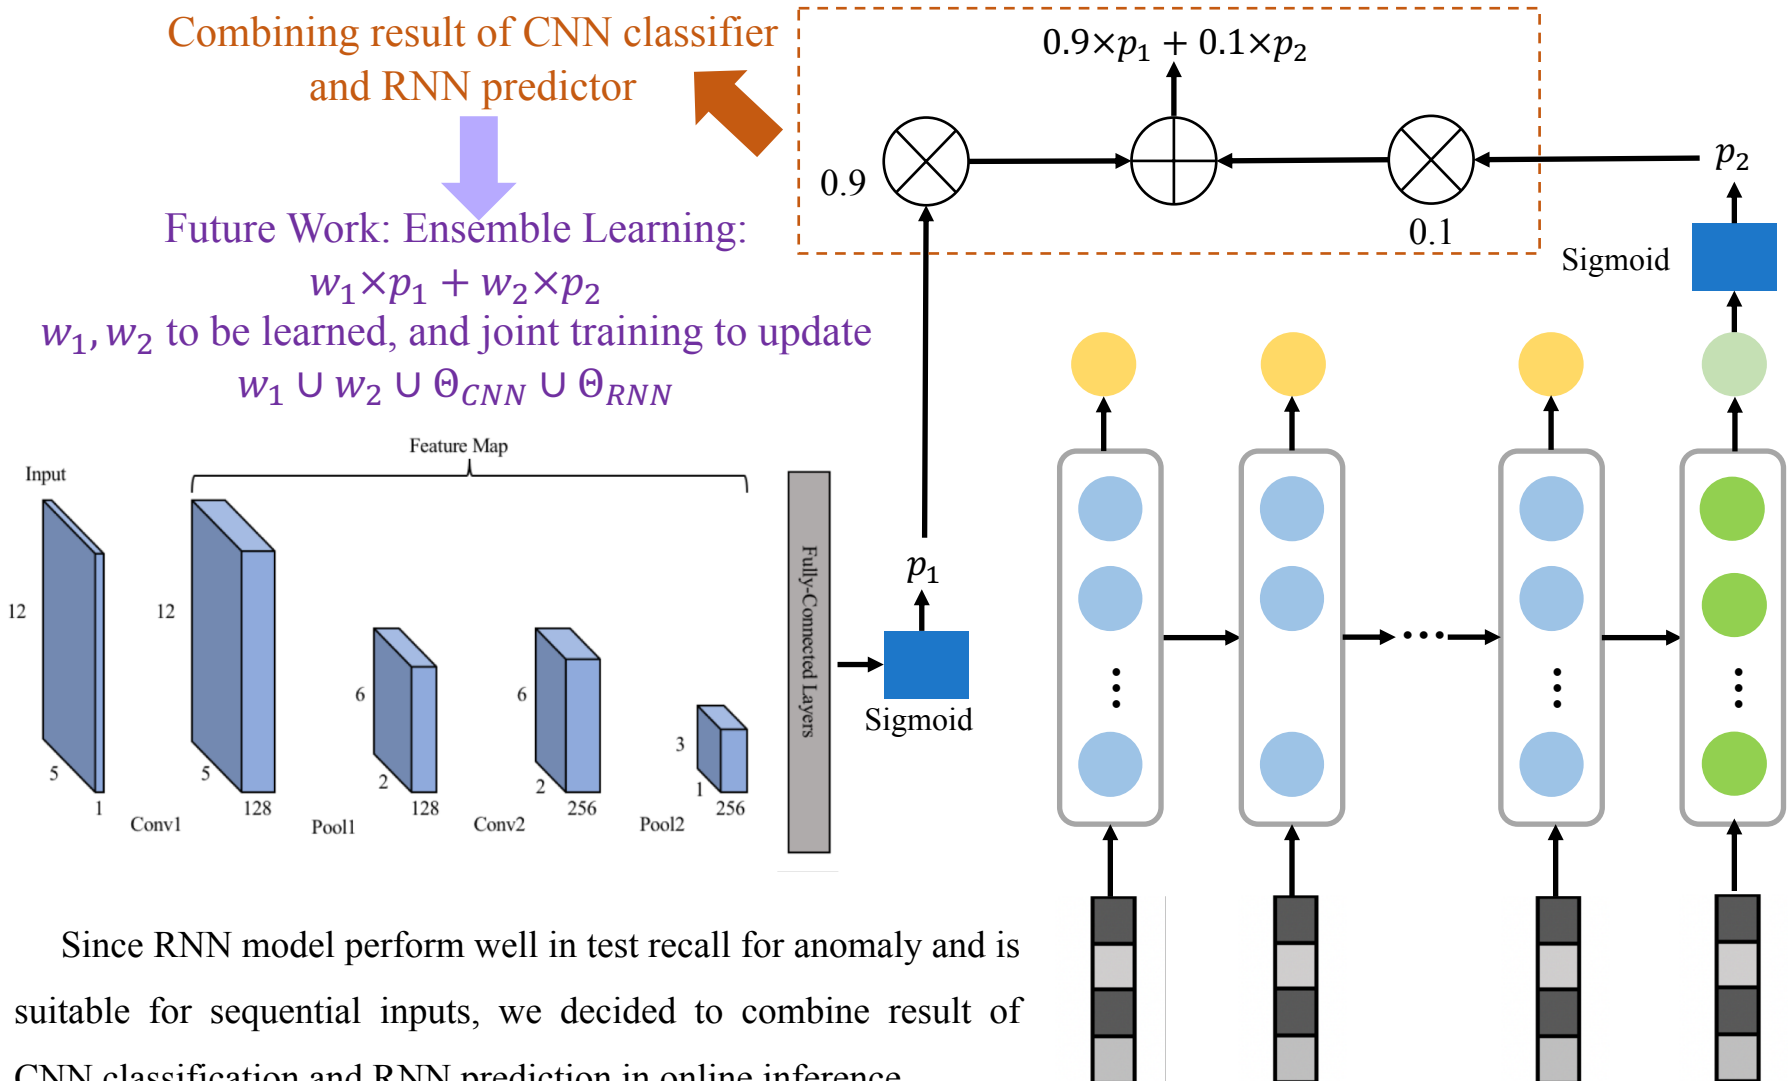 Combining result of CNN classifier
and RNN predictor
0.9×p₁ + 0.1×p₂
0.9
0.1
p₂
Sigmoid
Future Work: Ensemble Learning:
w₁×p₁ + w₂×p₂
w₁, w₂ to be learned, and joint training to update
w₁ ∪ w₂ ∪ Θ_CNN ∪ Θ_RNN
Feature Map
Input
12
5
1
Conv1
12
5
128
Pool1
6
2
128
Conv2
6
2
256
Pool2
3
1
256
Fully-Connected Layers
p₁
Sigmoid
Since RNN model perform well in test recall for anomaly and is
suitable for sequential inputs, we decided to combine result of
CNN classification and RNN prediction in online inference